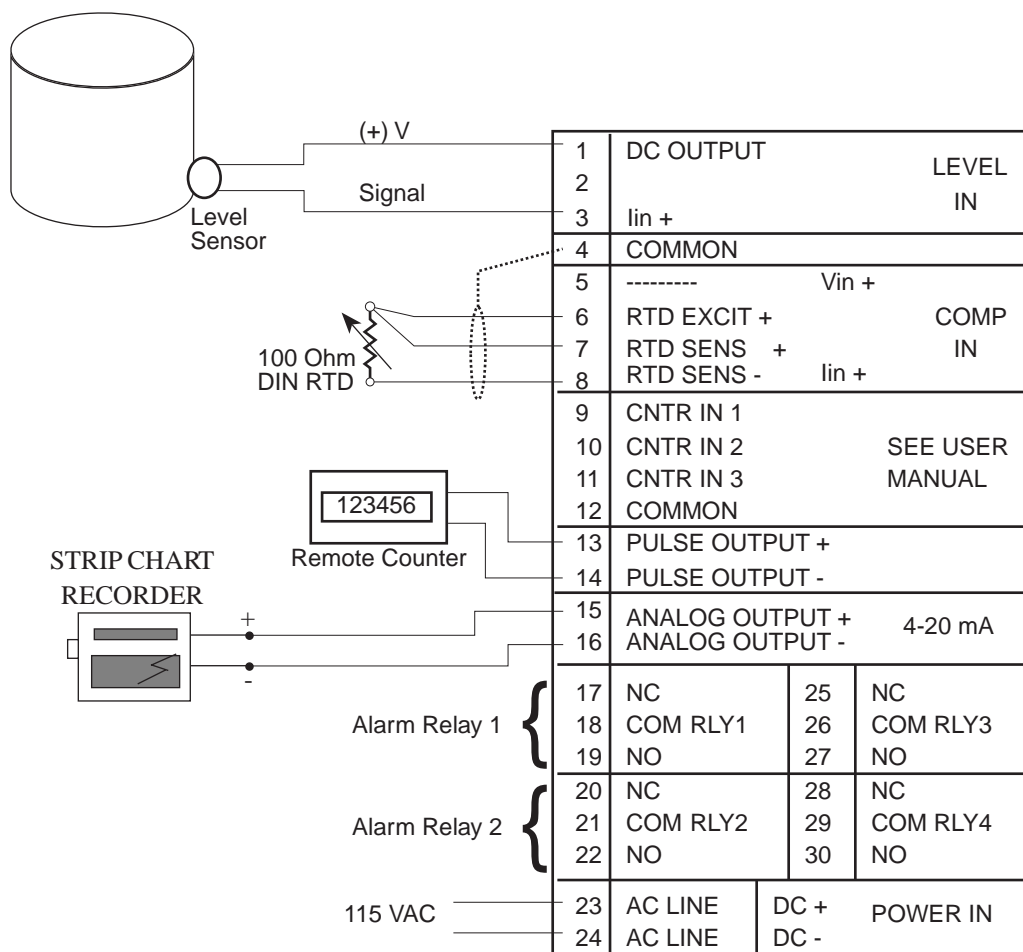 (+) V
Signal
Level
Sensor
1 DC OUTPUT
2
LEVEL
IN
3 Iin +
4 COMMON
5 --------- Vin +
6 RTD EXCIT + COMP
7 RTD SENS + IN
8 RTD SENS - Iin +
100 Ohm
DIN RTD
9 CNTR IN 1
10 CNTR IN 2 SEE USER
11 CNTR IN 3 MANUAL
12 COMMON
123456
Remote Counter
13 PULSE OUTPUT +
14 PULSE OUTPUT -
STRIP CHART
RECORDER
+
-
15 ANALOG OUTPUT + 4-20 mA
16 ANALOG OUTPUT -
Alarm Relay 1
17 NC 25 NC
18 COM RLY1 26 COM RLY3
19 NO 27 NO
Alarm Relay 2
20 NC 28 NC
21 COM RLY2 29 COM RLY4
22 NO 30 NO
115 VAC
23 AC LINE DC + POWER IN
24 AC LINE DC -